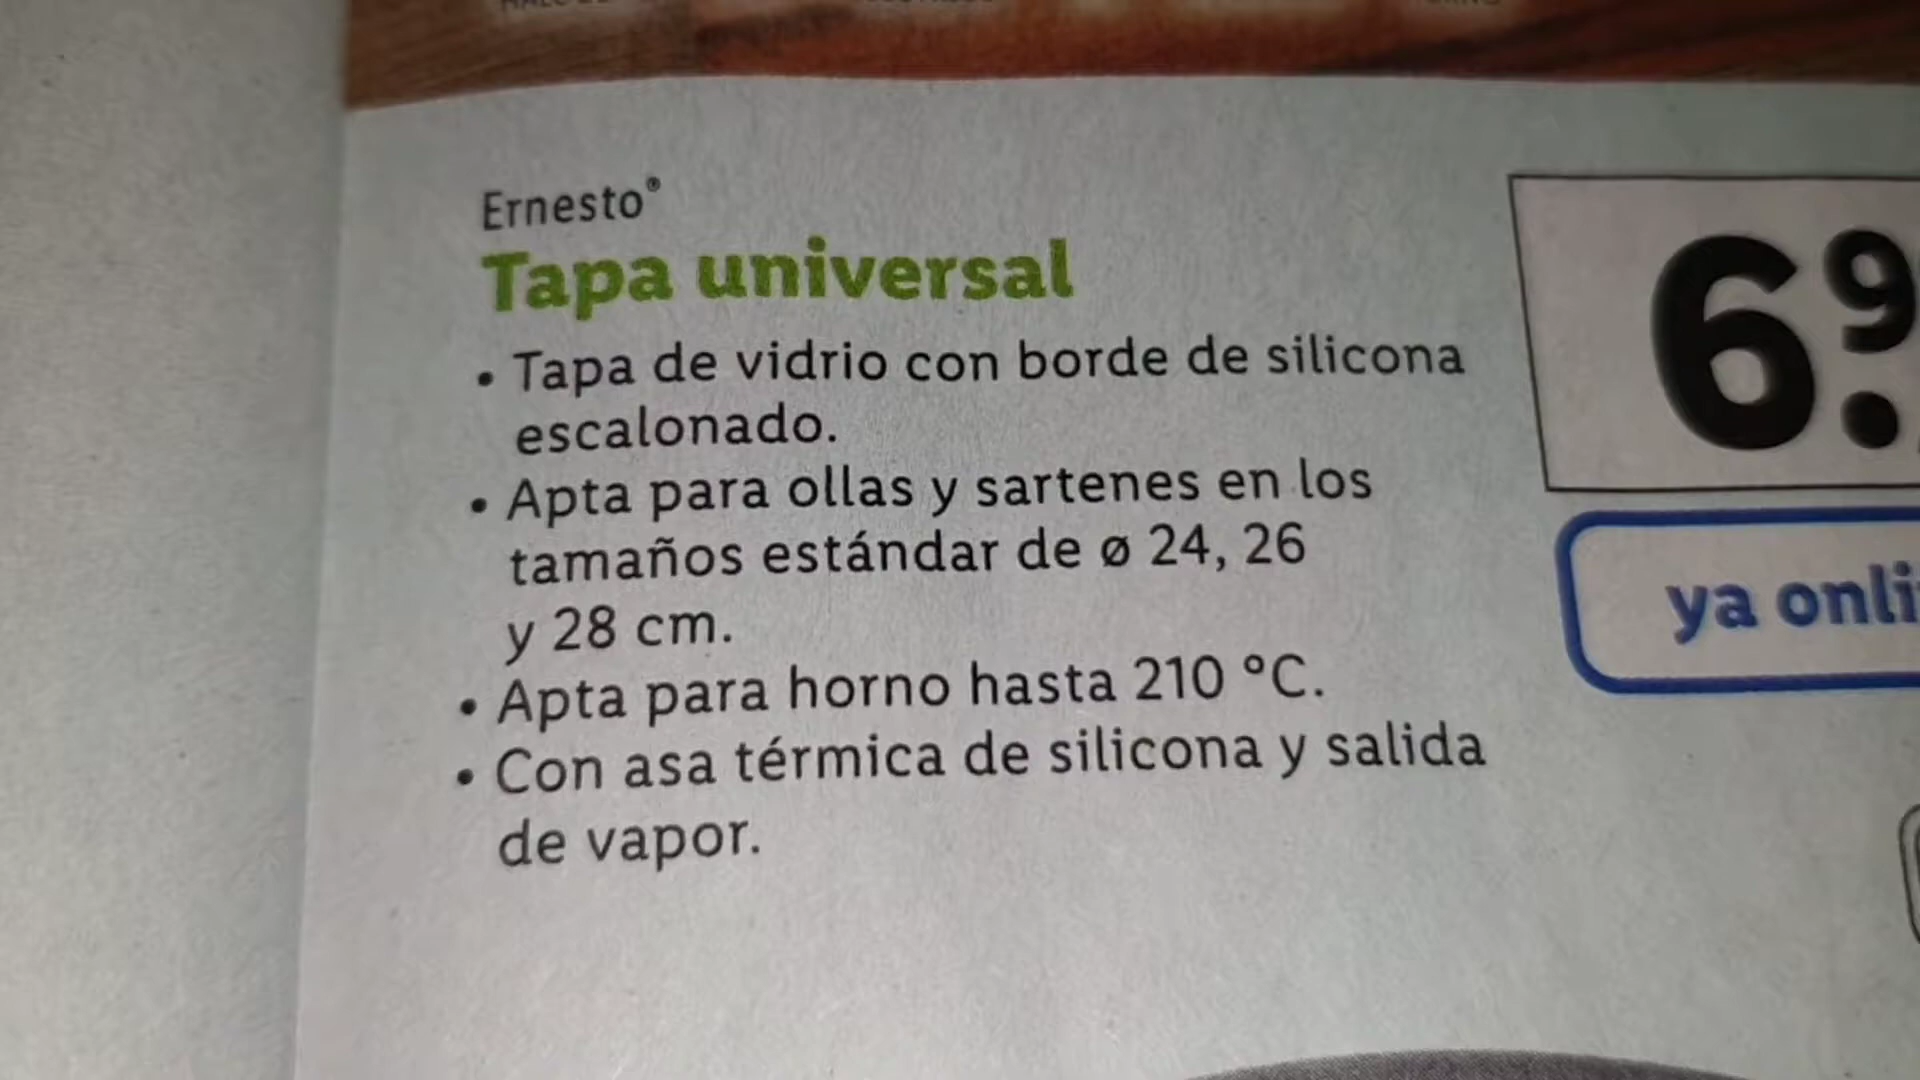 Ernesto®
Tapa universal
• Tapa de vidrio con borde de silicona
escalonado.
• Apta para ollas y sartenes en los
tamaños estándar de ø 24, 26
y 28 cm.
• Apta para horno hasta 210 °C.
• Con asa térmica de silicona y salida
de vapor.
6.9
ya onli